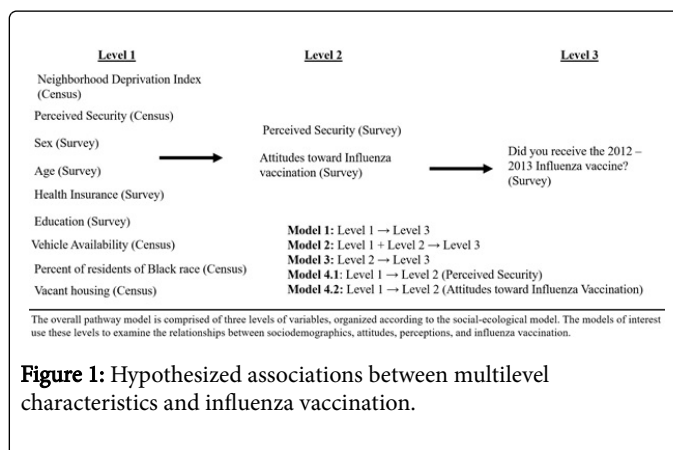 Level 1
Level 2
Level 3
Neighborhood Deprivation Index
(Census)
Perceived Security (Census)
Sex (Survey)
Age (Survey)
Health Insurance (Survey)
Education (Survey)
Vehicle Availability (Census)
Percent of residents of Black race (Census)
Vacant housing (Census)
Perceived Security (Survey)
Attitudes toward Influenza
vaccination (Survey)
Did you receive the 2012 –
2013 Influenza vaccine?
(Survey)
Model 1: Level 1 → Level 3
Model 2: Level 1 + Level 2 → Level 3
Model 3: Level 2 → Level 3
Model 4.1: Level 1 → Level 2 (Perceived Security)
Model 4.2: Level 1 → Level 2 (Attitudes toward Influenza Vaccination)
The overall pathway model is comprised of three levels of variables, organized according to the social-ecological model. The models of interest
use these levels to examine the relationships between sociodemographics, attitudes, perceptions, and influenza vaccination.
Figure 1: Hypothesized associations between multilevel
characteristics and influenza vaccination.